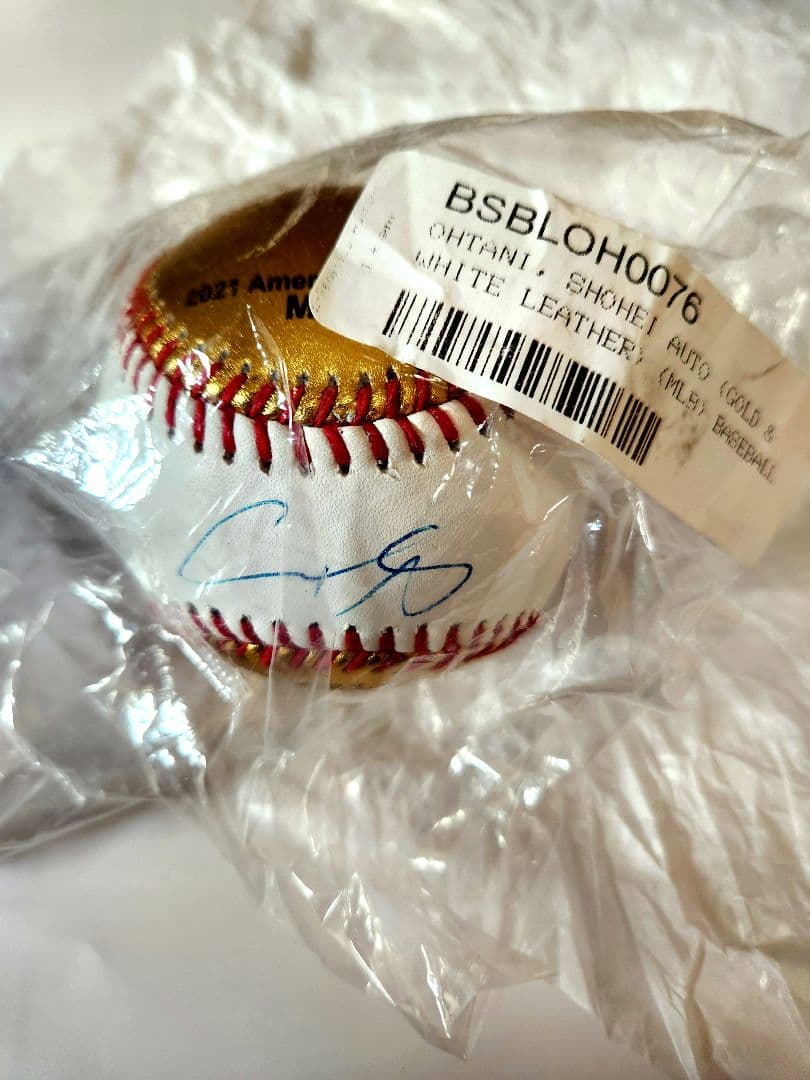 BSBLOH0076
OHTANI, SHOHEI AUTO (GOLD &
WHITE LEATHER) (MLB) BASEBALL
2021 Amer
M